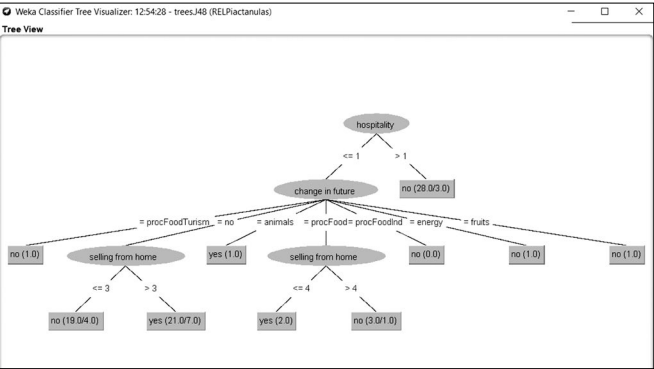 Weka Classifier Tree Visualizer: 12:54:28 - trees.J48 (RELPiactanulas)
Tree View
hospitality
<= 1 > 1
change in future no (28.0/3.0)
= procFoodTurism = no = animals = procFood = procFoodInd = energy = fruits
no (1.0) selling from home yes (1.0) selling from home no (0.0) no (1.0) no (1.0)
<= 3 > 3 <= 4 > 4
no (19.0/4.0) yes (21.0/7.0) yes (2.0) no (3.0/1.0)